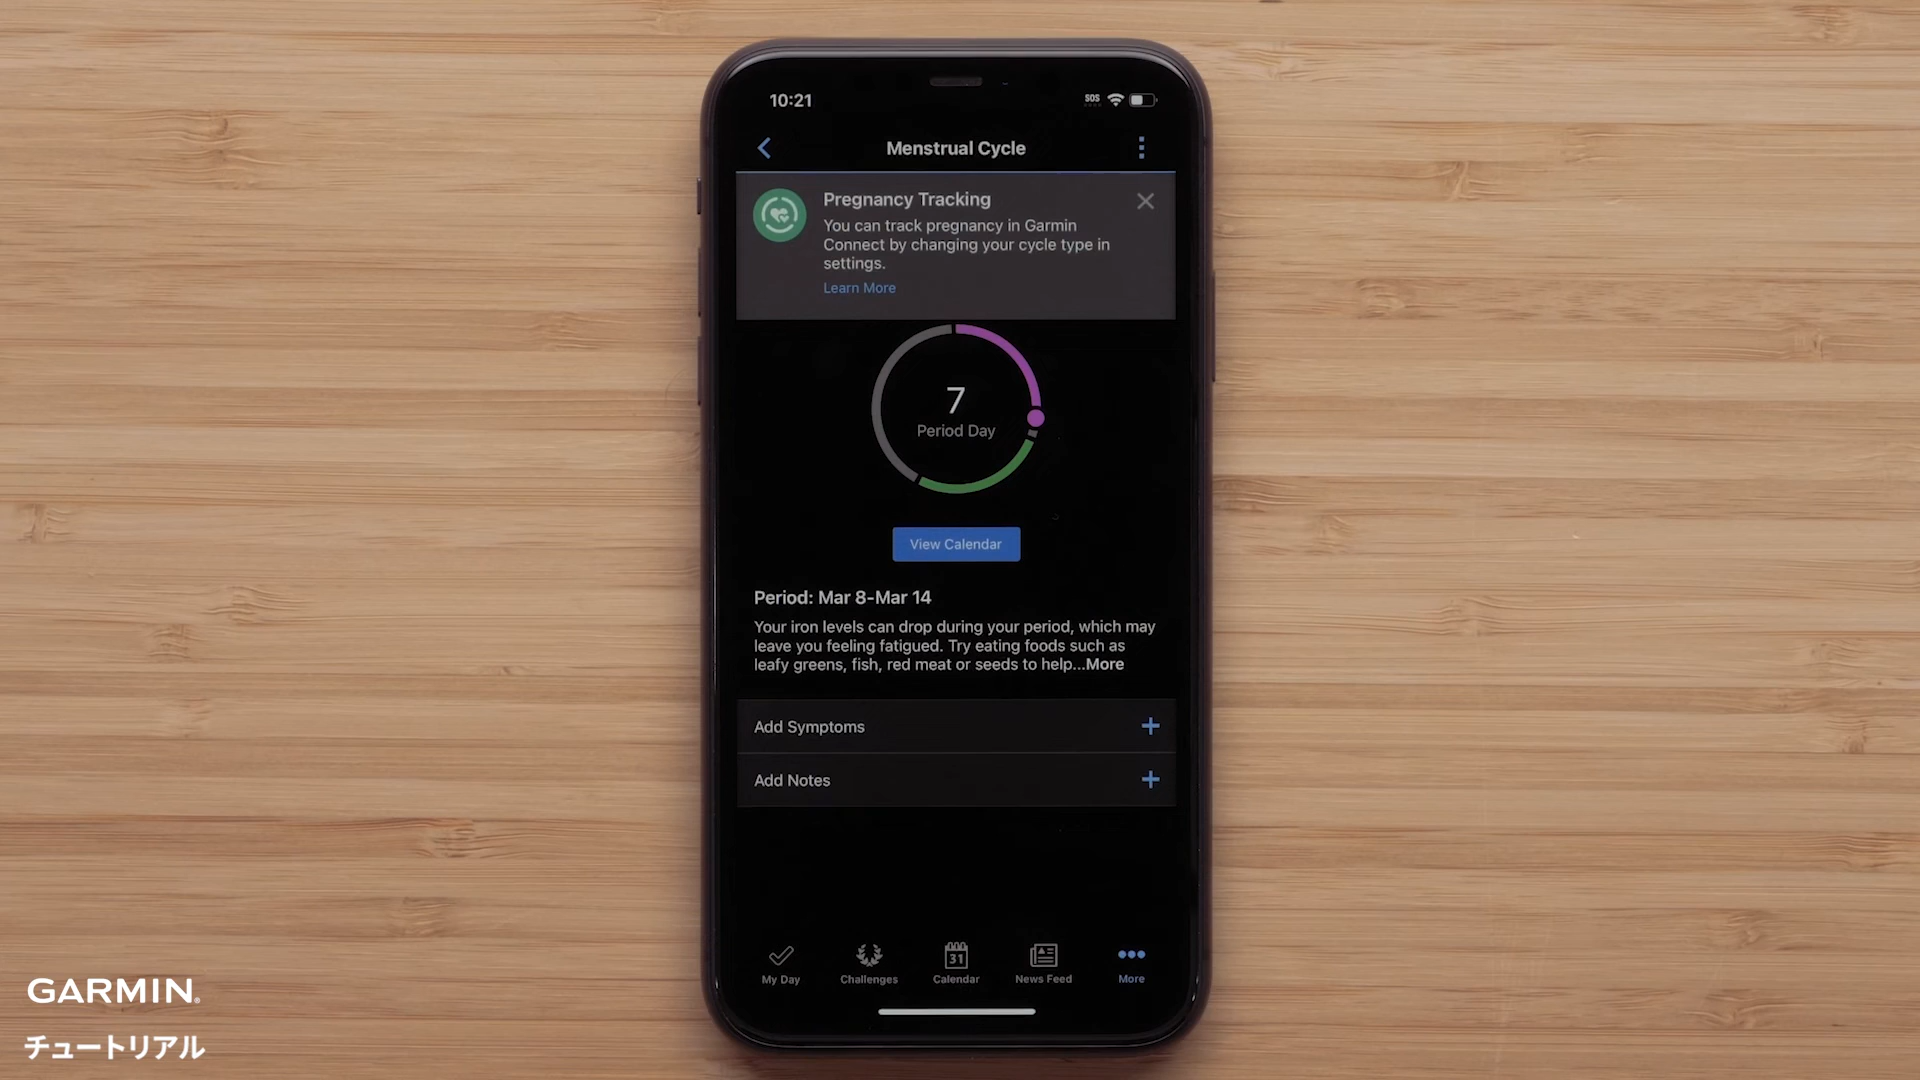 10:21
SOS
Menstrual Cycle
Pregnancy Tracking
You can track pregnancy in Garmin
Connect by changing your cycle type in
settings.
Learn More
7
Period Day
View Calendar
Period: Mar 8-Mar 14
Your iron levels can drop during your period, which may
leave you feeling fatigued. Try eating foods such as
leafy greens, fish, red meat or seeds to help...More
Add Symptoms
Add Notes
31
My Day
Challenges
Calendar
News Feed
More
GARMIN®
チュートリアル